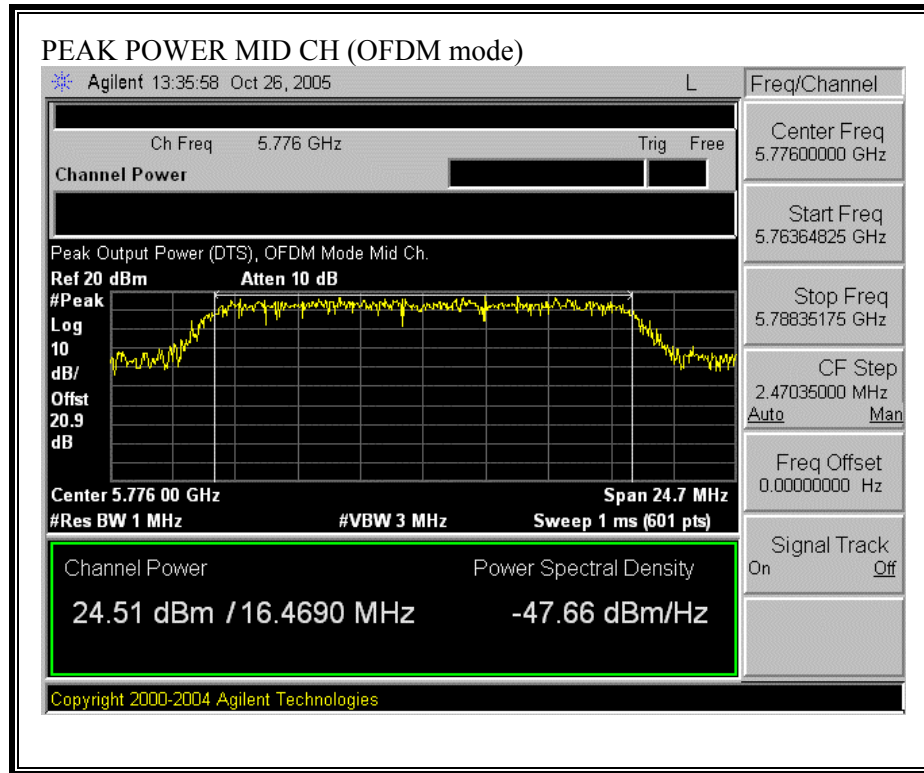 PEAK POWER MID CH (OFDM mode)
Agilent 13:35:58 Oct 26, 2005 L
Freq/Channel
Ch Freq 5.776 GHz Trig Free
Channel Power
Center Freq
5.77600000 GHz
Start Freq
5.76364825 GHz
Peak Output Power (DTS), OFDM Mode Mid Ch.
Ref 20 dBm Atten 10 dB
#Peak
Log
10
dB/
Offst
20.9
dB
Stop Freq
5.78835175 GHz
CF Step
2.47035000 MHz
Auto Man
Center 5.776 00 GHz Span 24.7 MHz
#Res BW 1 MHz #VBW 3 MHz Sweep 1 ms (601 pts)
Freq Offset
0.00000000 Hz
Signal Track
On Off
Channel Power Power Spectral Density
24.51 dBm / 16.4690 MHz -47.66 dBm/Hz
Copyright 2000-2004 Agilent Technologies